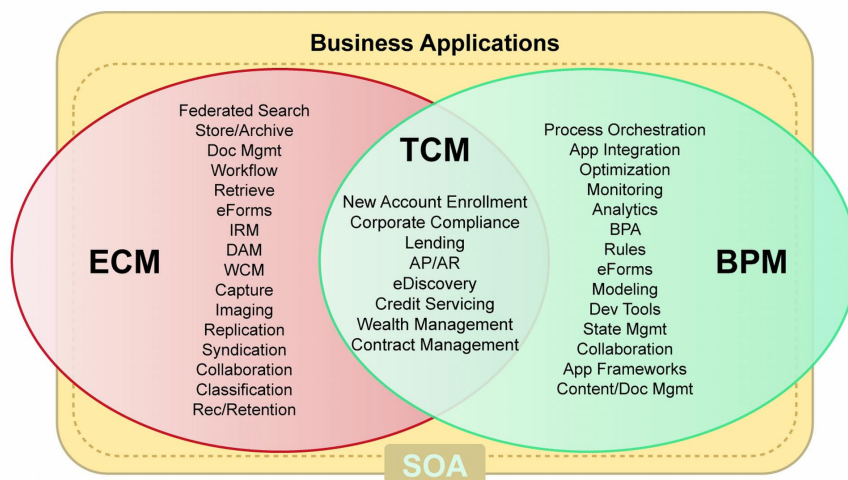 Business Applications
ECM
Federated Search
Store/Archive
Doc Mgmt
Workflow
Retrieve
eForms
IRM
DAM
WCM
Capture
Imaging
Replication
Syndication
Collaboration
Classification
Rec/Retention
TCM
New Account Enrollment
Corporate Compliance
Lending
AP/AR
eDiscovery
Credit Servicing
Wealth Management
Contract Management
Process Orchestration
App Integration
Optimization
Monitoring
Analytics
BPA
Rules
eForms
Modeling
Dev Tools
State Mgmt
Collaboration
App Frameworks
Content/Doc Mgmt
BPM
SOA